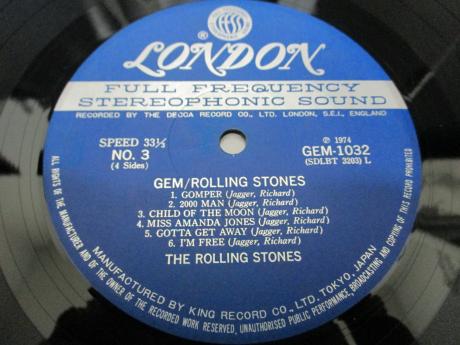 LONDON
FULL FREQUENCY
STEREOPHONIC SOUND
RECORDED BY THE DECCA RECORD CO., LTD. LONDON, S.E.I., ENGLAND
SPEED 33⅓
NO. 3
(4 Sides)
℗ 1974
GEM-1032
(SDLBT 3203) L
GEM/ROLLING STONES
1. GOMPER (Jagger, Richard)
2. 2000 MAN (Jagger, Richard)
3. CHILD OF THE MOON (Jagger, Richard)
4. MISS AMANDA JONES (Jagger, Richard)
5. GOTTA GET AWAY (Jagger, Richard)
6. I'M FREE (Jagger, Richard)
THE ROLLING STONES
MANUFACTURED BY KING RECORD CO., LTD. TOKYO, JAPAN
ALL RIGHTS OF THE MANUFACTURER AND OF THE OWNER OF THE RECORDED WORK RESERVED, UNAUTHORISED PUBLIC PERFORMANCE, BROADCASTING AND COPYING OF THIS RECORD PROHIBITED